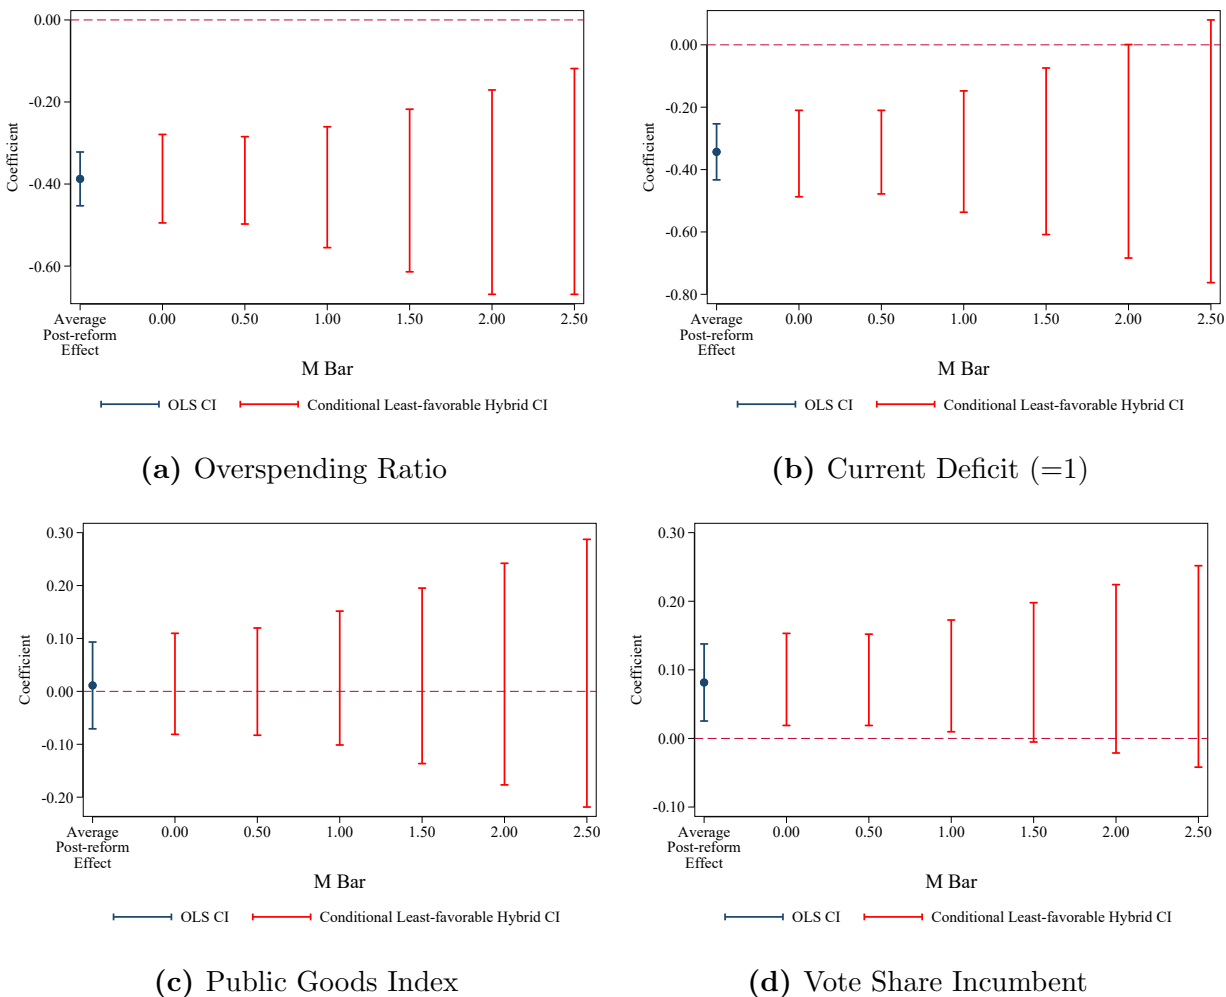 0.00
-0.20
-0.40
-0.60
Coefficient
Average
Post-reform
Effect
0.00 0.50 1.00 1.50 2.00 2.50
M Bar
OLS CI Conditional Least-favorable Hybrid CI
(a) Overspending Ratio
0.00
-0.20
-0.40
-0.60
-0.80
Coefficient
Average
Post-reform
Effect
0.00 0.50 1.00 1.50 2.00 2.50
M Bar
OLS CI Conditional Least-favorable Hybrid CI
(b) Current Deficit (=1)
0.30
0.20
0.10
0.00
-0.10
-0.20
Coefficient
Average
Post-reform
Effect
0.00 0.50 1.00 1.50 2.00 2.50
M Bar
OLS CI Conditional Least-favorable Hybrid CI
(c) Public Goods Index
0.30
0.20
0.10
0.00
-0.10
Coefficient
Average
Post-reform
Effect
0.00 0.50 1.00 1.50 2.00 2.50
M Bar
OLS CI Conditional Least-favorable Hybrid CI
(d) Vote Share Incumbent